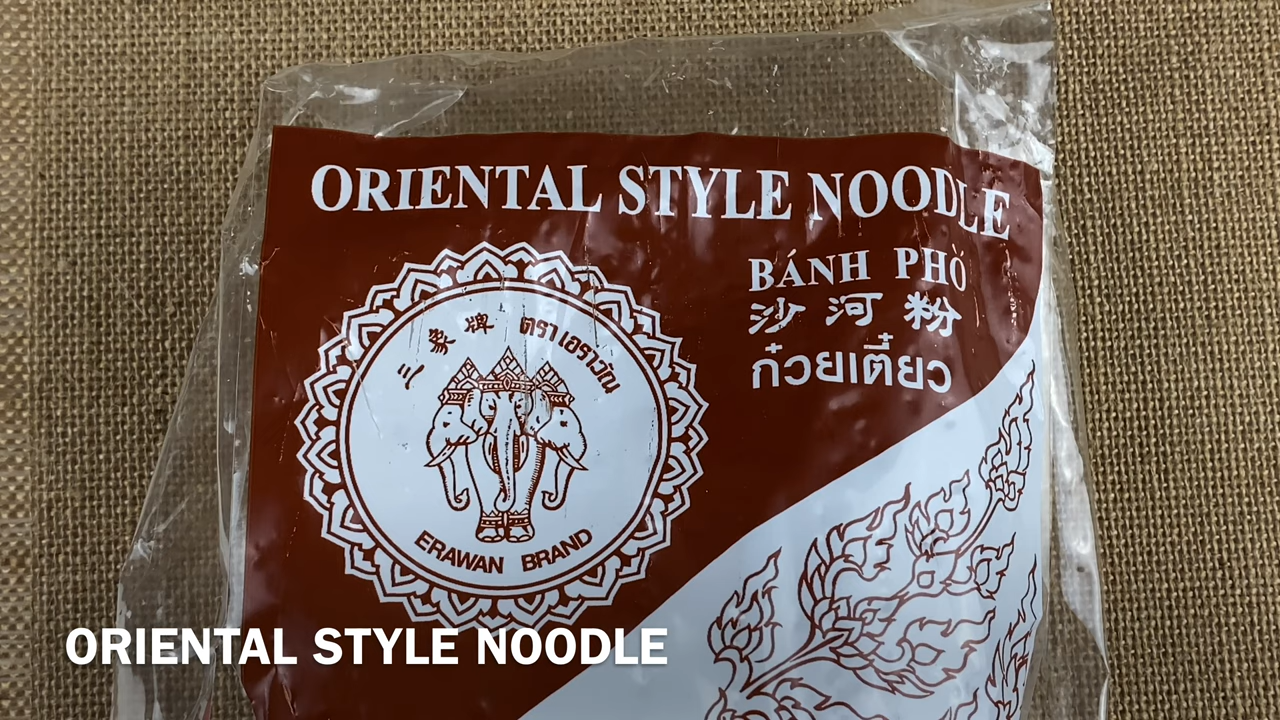 ORIENTAL STYLE NOODLE
BÁNH PHỞ
沙河粉
ก๋วยเตี๋ยว
三象牌 ตราเอราวัณ
ERAWAN BRAND
ORIENTAL STYLE NOODLE